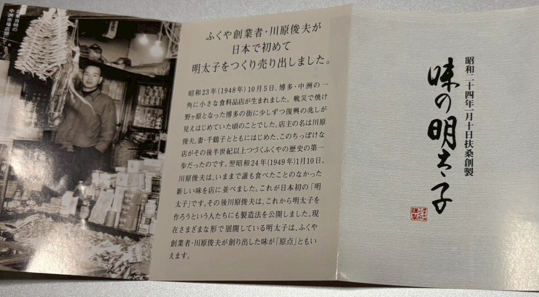 創業当時の
中洲市場店頭で
ふくや創業者・川原俊夫が
日本で初めて
明太子をつくり売り出しました。
昭和23年(1948年)10月5日、博多・中洲の一
角に小さな食料品店が生まれました。戦災で焼け
野ヶ原となった博多の街に少しずつ復興の兆しが
見えはじめていた頃のことでした。店主の名は川原
俊夫。妻・千鶴子とともにはじめた、このちっぽけな
店がその後半世紀以上つづくふくやの歴史の第一
歩だったのです。翌昭和24年(1949年)1月10日、
川原俊夫は、いままで誰も食べたことのなかった
新しい味を店に並べました。これが日本初の「明
太子」です。その後川原俊夫は、これから明太子を
作ろうという人たちにも製造法を公開しました。現
在さまざまな形で展開している明太子は、ふくや
創業者・川原俊夫が創り出した味が「原点」ともい
えます。
昭和二十四年一月十日扶桑創製
味の明太子